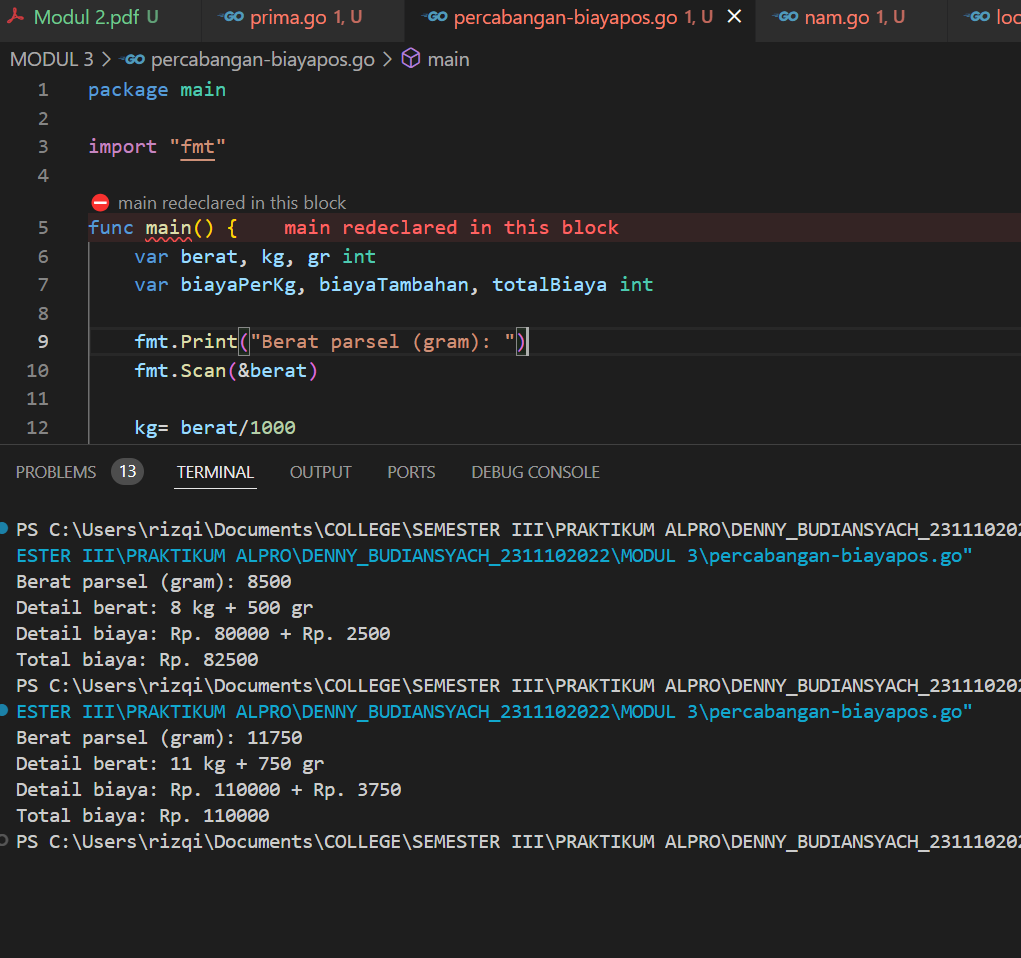 Modul 2.pdf U
prima.go 1, U
percabangan-biayapos.go 1, U
nam.go 1, U
MODUL 3 > percabangan-biayapos.go > main
1 package main
2
3 import "fmt"
4
main redeclared in this block
5 func main() { main redeclared in this block
6 var berat, kg, gr int
7 var biayaPerKg, biayaTambahan, totalBiaya int
8
9 fmt.Print("Berat parsel (gram): ")
10 fmt.Scan(&berat)
11
12 kg= berat/1000
PROBLEMS 13 TERMINAL OUTPUT PORTS DEBUG CONSOLE
PS C:\Users\rizqi\Documents\COLLEGE\SEMESTER III\PRAKTIKUM ALPRO\DENNY_BUDIANSYACH_231110202
ESTER III\PRAKTIKUM ALPRO\DENNY_BUDIANSYACH_2311102022\MODUL 3\percabangan-biayapos.go"
Berat parsel (gram): 8500
Detail berat: 8 kg + 500 gr
Detail biaya: Rp. 80000 + Rp. 2500
Total biaya: Rp. 82500
PS C:\Users\rizqi\Documents\COLLEGE\SEMESTER III\PRAKTIKUM ALPRO\DENNY_BUDIANSYACH_231110202
ESTER III\PRAKTIKUM ALPRO\DENNY_BUDIANSYACH_2311102022\MODUL 3\percabangan-biayapos.go"
Berat parsel (gram): 11750
Detail berat: 11 kg + 750 gr
Detail biaya: Rp. 110000 + Rp. 3750
Total biaya: Rp. 110000
PS C:\Users\rizqi\Documents\COLLEGE\SEMESTER III\PRAKTIKUM ALPRO\DENNY_BUDIANSYACH_231110202